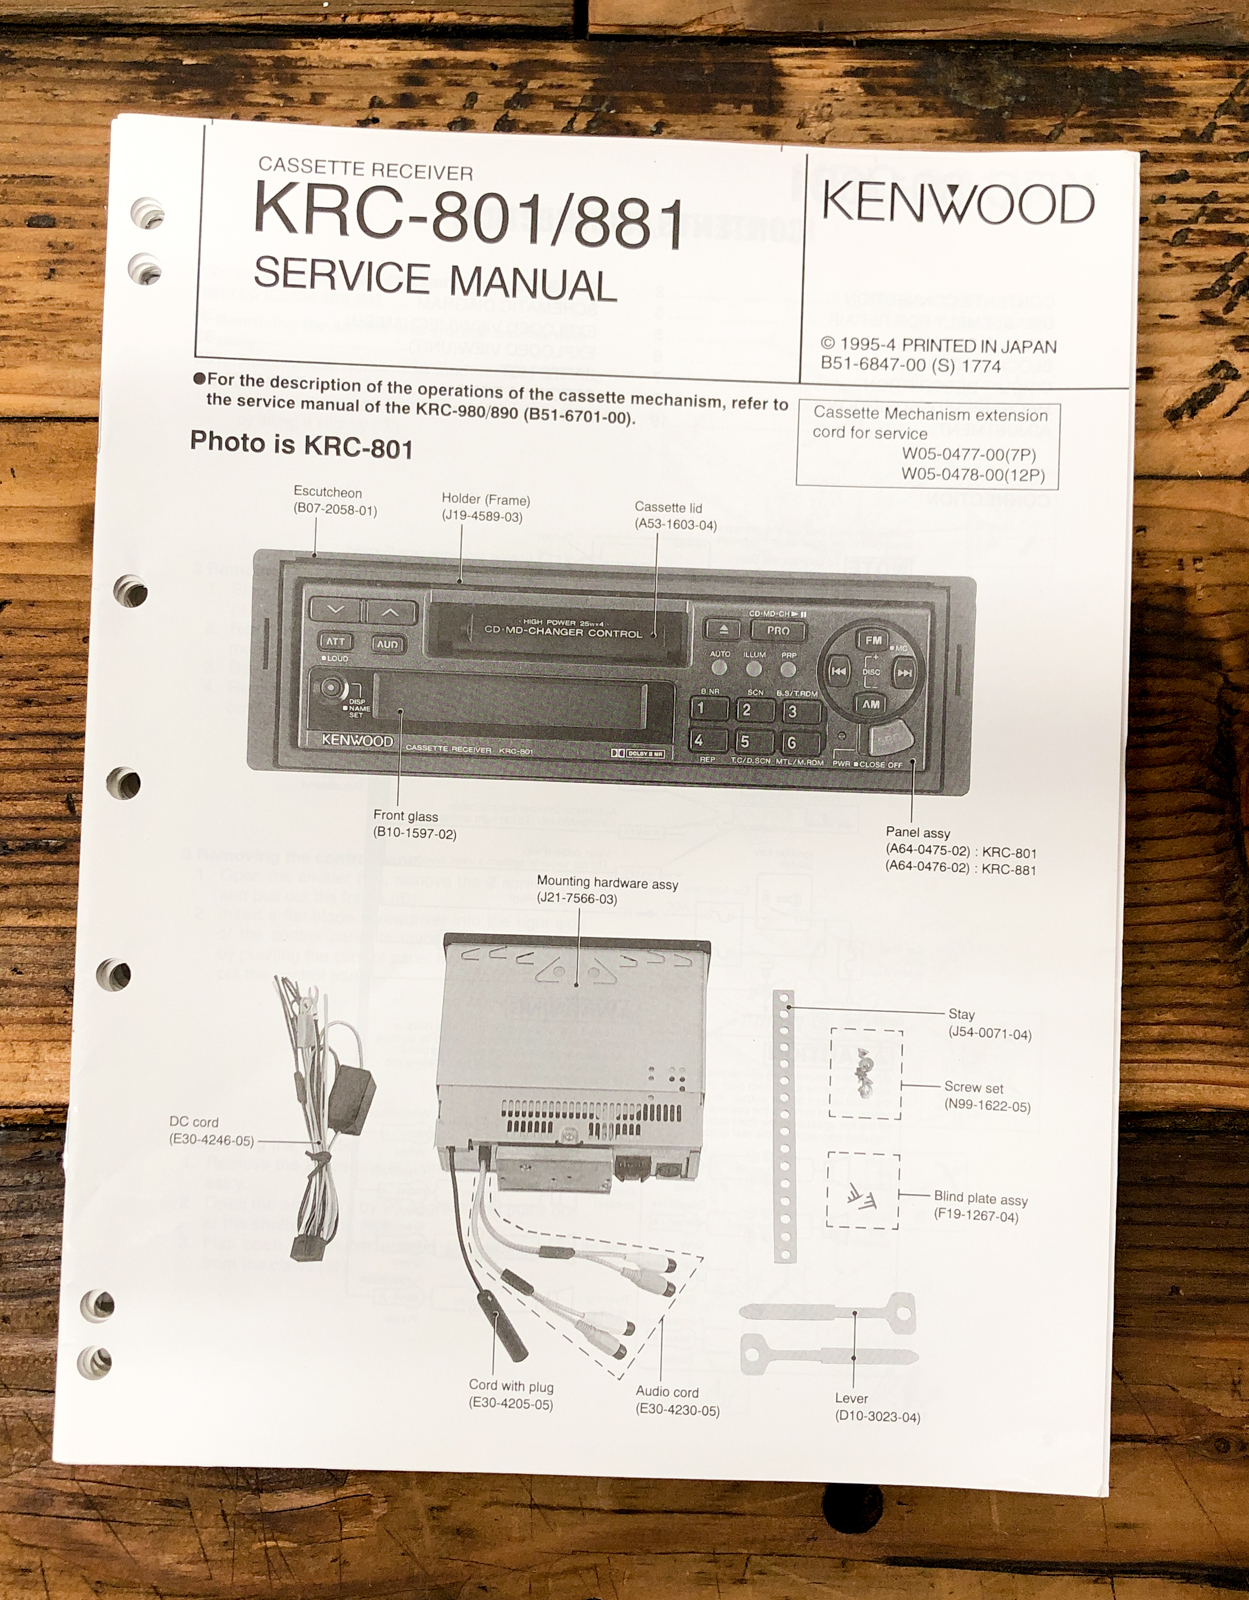 CASSETTE RECEIVER
KRC-801/881
SERVICE MANUAL
KENWOOD
© 1995-4 PRINTED IN JAPAN
B51-6847-00 (S) 1774
●For the description of the operations of the cassette mechanism, refer to
the service manual of the KRC-980/890 (B51-6701-00).
Cassette Mechanism extension
cord for service
W05-0477-00(7P)
W05-0478-00(12P)
Photo is KRC-801
Escutcheon
(B07-2058-01)
Holder (Frame)
(J19-4589-03)
Cassette lid
(A53-1603-04)
HIGH POWER 25w×4
CD·MD-CHANGER CONTROL
CD·MD-CH ▶ II
PRO
ATT
AUD
■ LOUD
AUTO
ILLUM
PRP
FM
■ MC
+
DISC
−
AM
DISP
■ NAME
SET
B.NR
SCN
B.S/T.RDM
1
2
3
4
5
6
REP
T.C/D.SCN
MTL/M.RDM
PWR ■ CLOSE OFF
KENWOOD
CASSETTE RECEIVER KRC-801
DOLBY B NR
Front glass
(B10-1597-02)
Panel assy
(A64-0475-02) : KRC-801
(A64-0476-02) : KRC-881
Mounting hardware assy
(J21-7566-03)
Stay
(J54-0071-04)
Screw set
(N99-1622-05)
DC cord
(E30-4246-05)
Blind plate assy
(F19-1267-04)
Cord with plug
(E30-4205-05)
Audio cord
(E30-4230-05)
Lever
(D10-3023-04)